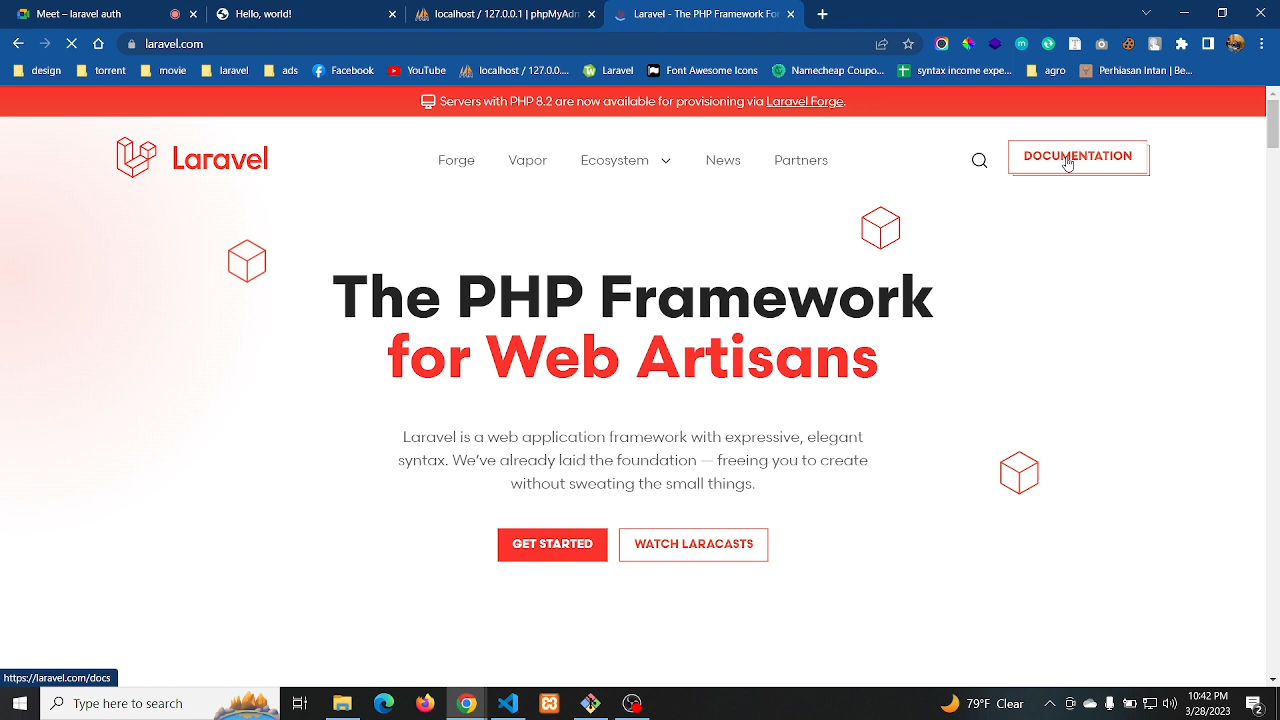 Meet – laravel course
Hello, world!
localhost / 127.0.0.1 | phpMyAdr
Laravel - The PHP Framework For
laravel.com
design
torrent
movie
laravel
ads
Facebook
YouTube
localhost / 127.0.0...
Laravel
Font Awesome Icons
Namecheap Coupo...
syntax income expe...
agro
Perhiasan Intan | Be...
Servers with PHP 8.2 are now available for provisioning via Laravel Forge.
Laravel
Forge
Vapor
Ecosystem
News
Partners
DOCUMENTATION
The PHP Framework
for Web Artisans
Laravel is a web application framework with expressive, elegant
syntax. We've already laid the foundation — freeing you to create
without sweating the small things.
GET STARTED
WATCH LARACASTS
https://laravel.com/docs
Type here to search
79°F Clear
10:42 PM
3/28/2023
2